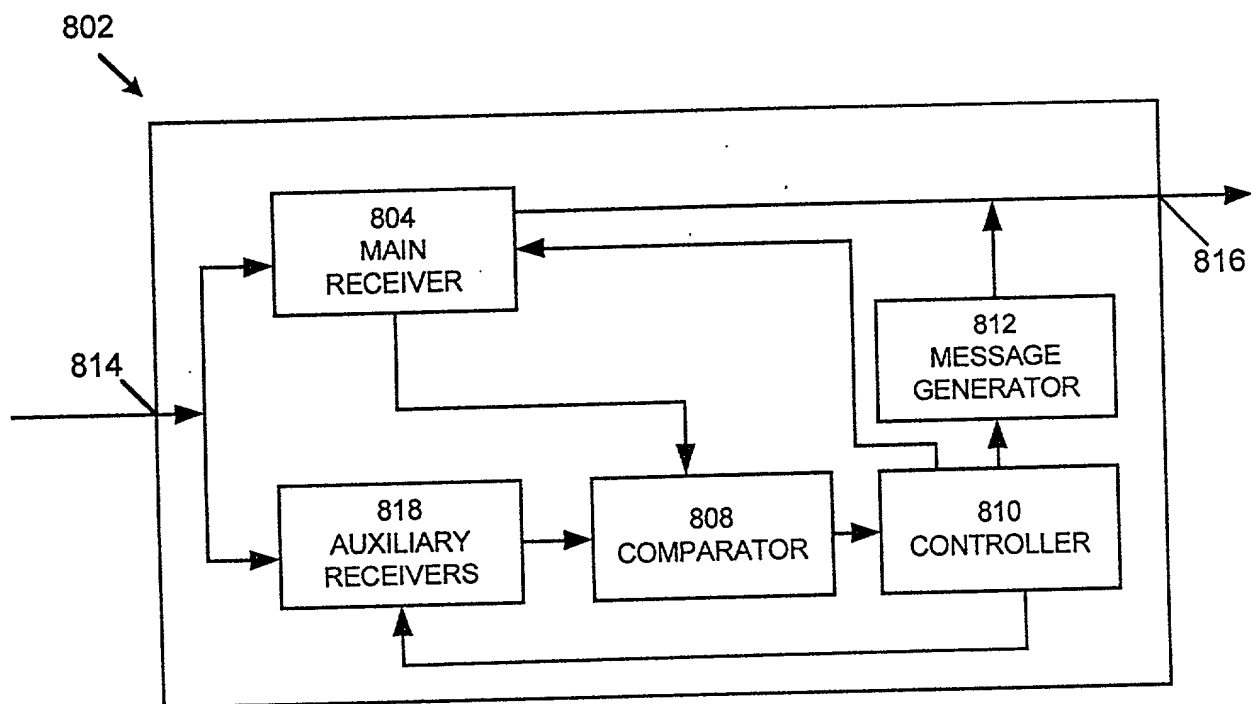 802
804
MAIN
RECEIVER
816
812
MESSAGE
GENERATOR
814
818
AUXILIARY
RECEIVERS
808
COMPARATOR
810
CONTROLLER